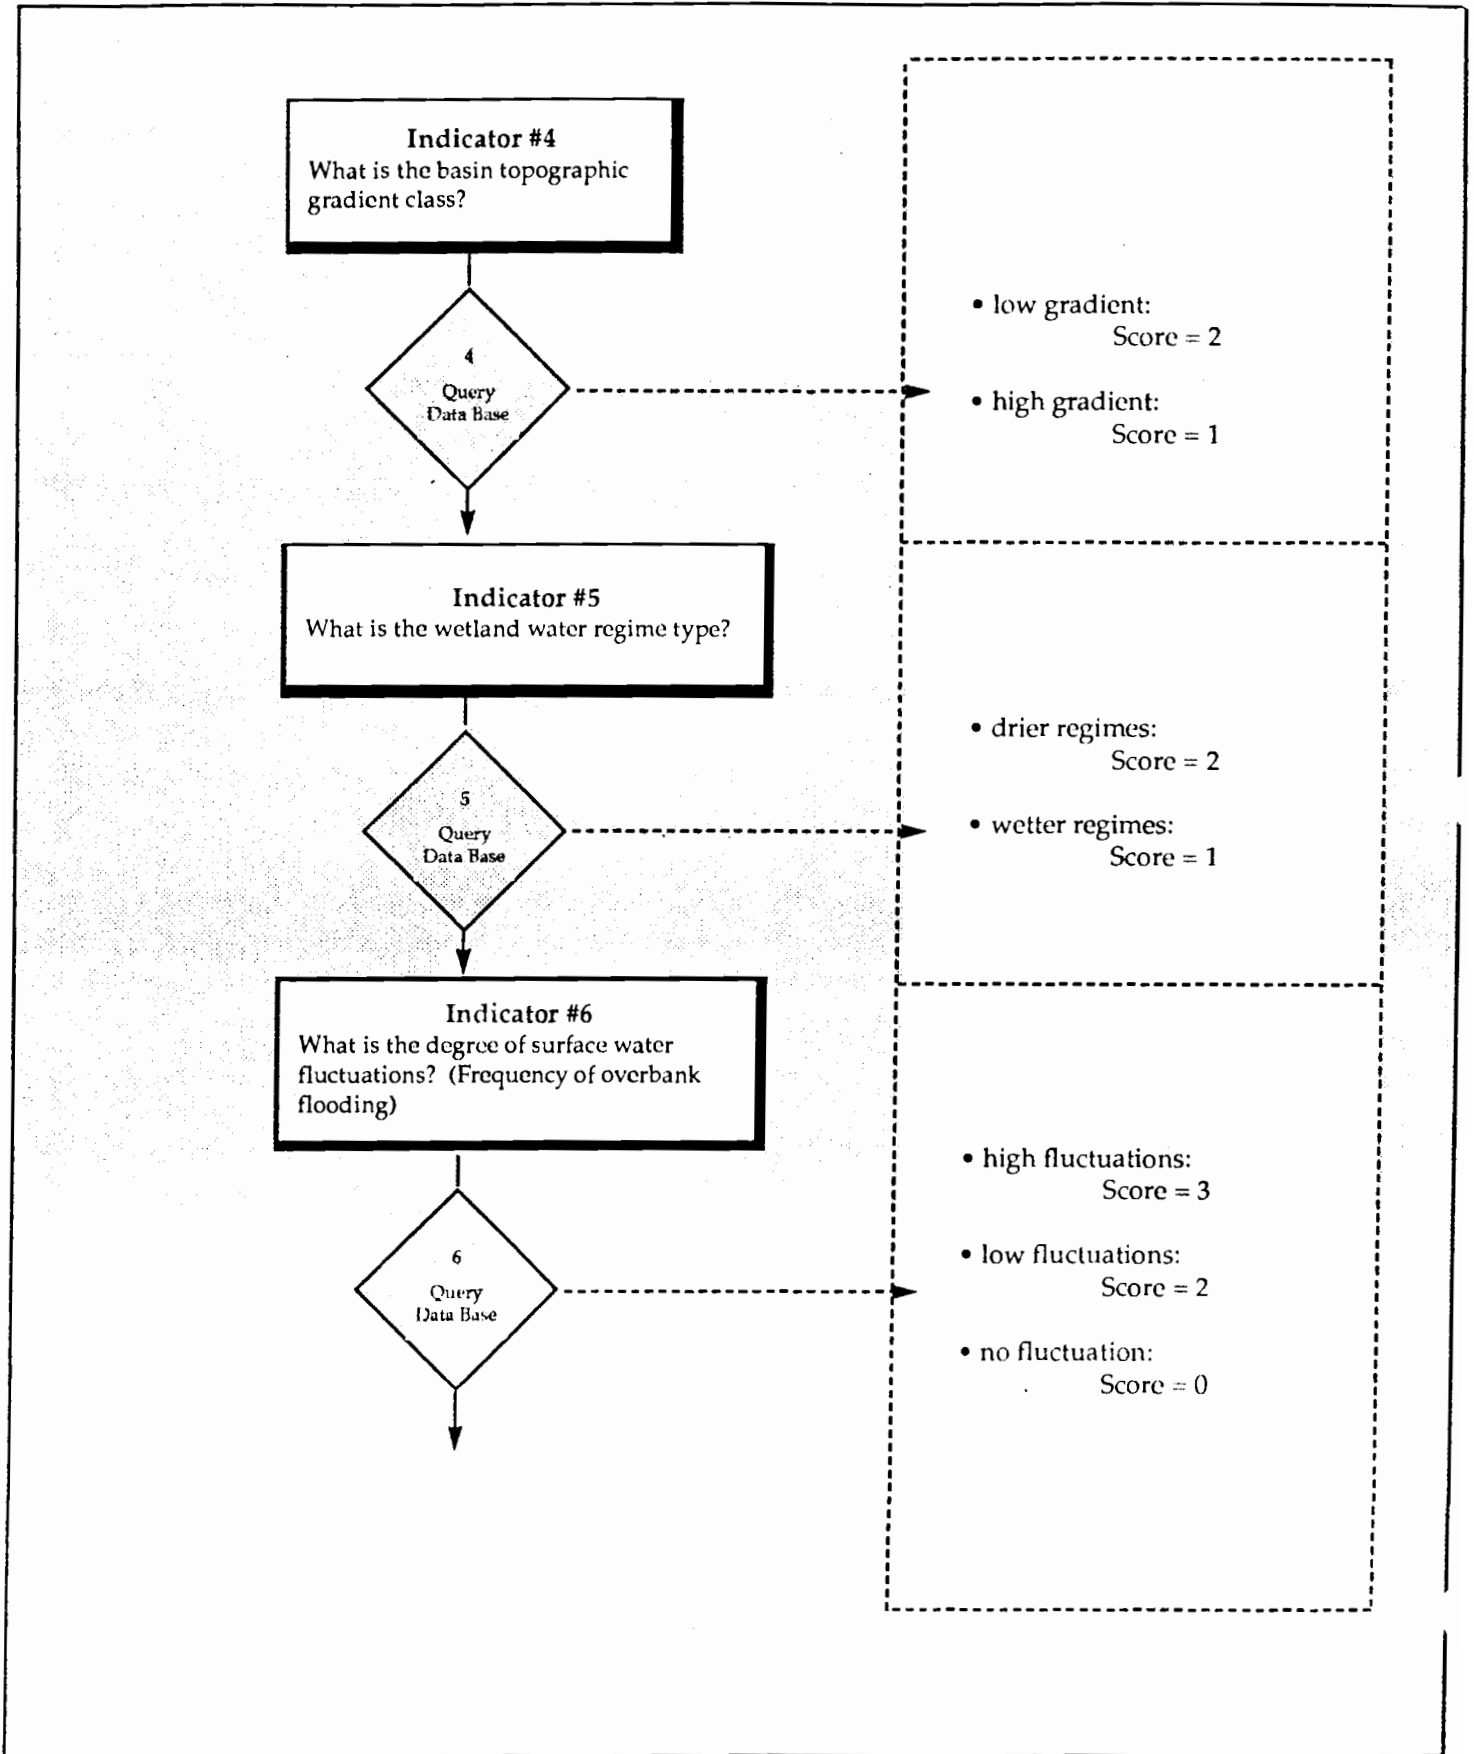 Indicator #4
What is the basin topographic
gradient class?
4
Query
Data Base
• low gradient:
Score = 2
• high gradient:
Score = 1
Indicator #5
What is the wetland water regime type?
5
Query
Data Base
• drier regimes:
Score = 2
• wetter regimes:
Score = 1
Indicator #6
What is the degree of surface water
fluctuations? (Frequency of overbank
flooding)
6
Query
Data Base
• high fluctuations:
Score = 3
• low fluctuations:
Score = 2
• no fluctuation:
Score = 0